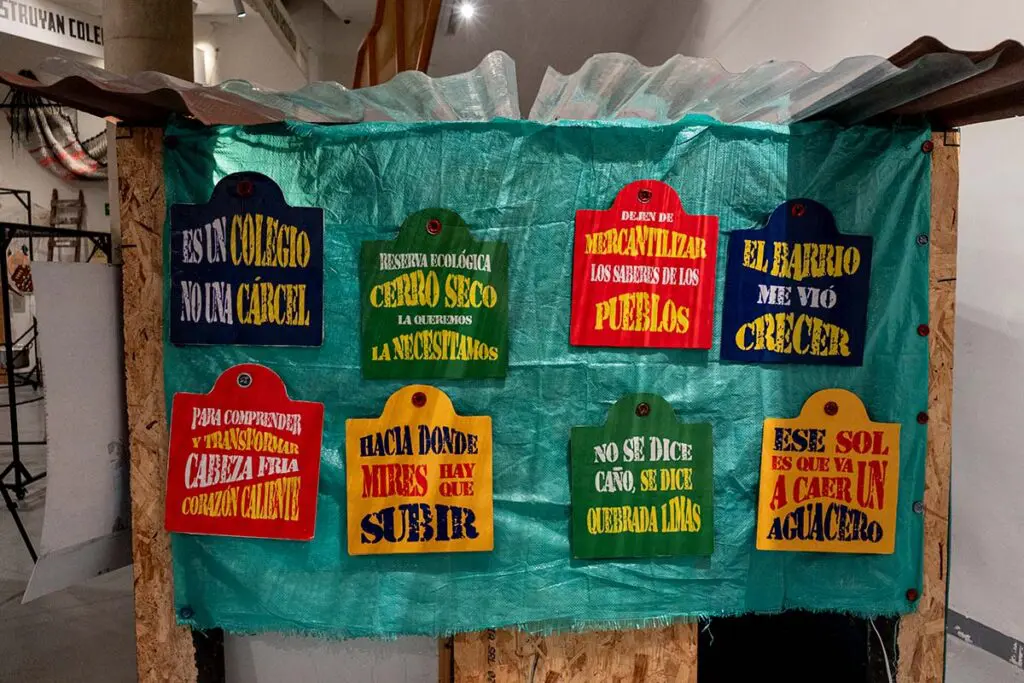 STRUYAN COLE
ES UN COLEGIO
NO UNA CÁRCEL
RESERVA ECOLÓGICA
CERRO SECO
LA QUEREMOS
LA NECESITAMOS
DEJEN DE
MERCANTILIZAR
LOS SABERES DE LOS
PUEBLOS
EL BARRIO
ME VIÓ
CRECER
PARA COMPRENDER
Y TRANSFORMAR
CABEZA FRIA
CORAZÓN CALIENTE
HACIA DONDE
MIRES HAY
QUE
SUBIR
NO SE DICE
CAÑO, SE DICE
QUEBRADA LIMAS
ESE SOL
ES QUE VA
A CAER UN
AGUACERO